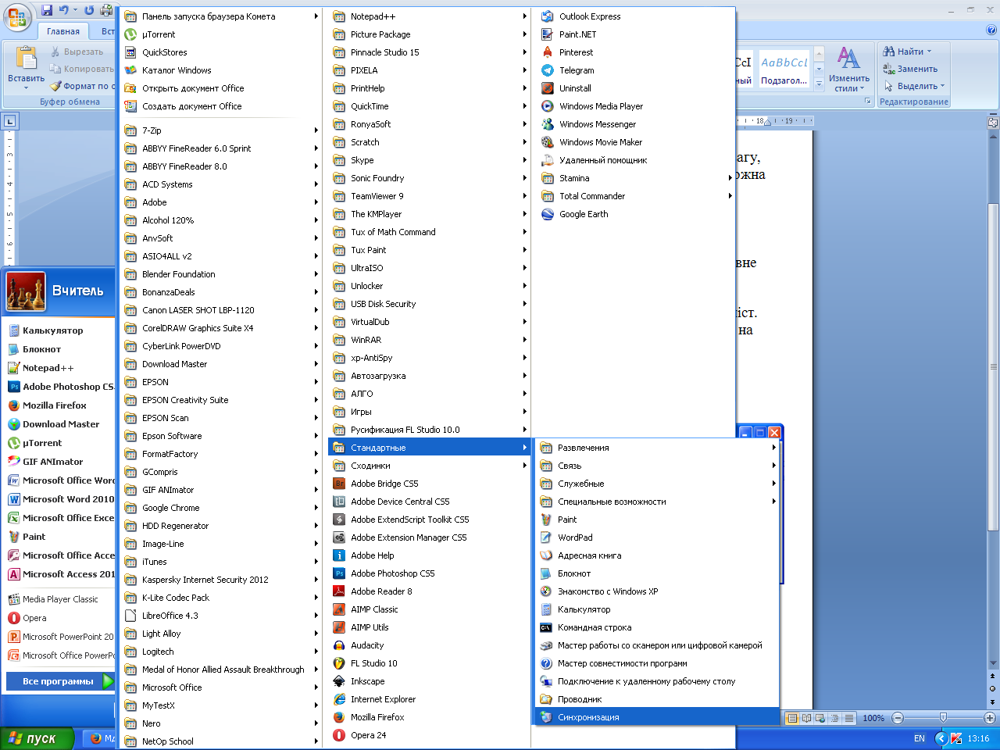 Главная
Вст
Вставить
Вырезать
Копировать
Формат по о
Буфер обмена
Вчитель
Калькулятор
Блокнот
Notepad++
Adobe Photoshop CS
Mozilla Firefox
Download Master
µTorrent
GIF ANImator
Microsoft Office Word
Microsoft Word 2010
Microsoft Office Exce
Paint
Microsoft Office Acce
Microsoft Access 201
Media Player Classic
Opera
Microsoft PowerPoint 20
Microsoft Office PowerPo
Все программы
пуск
Панель запуска браузера Комета
µTorrent
QuickStores
Каталог Windows
Открыть документ Office
Создать документ Office
7-Zip
ABBYY FineReader 6.0 Sprint
ABBYY FineReader 8.0
ACD Systems
Adobe
Alcohol 120%
AnvSoft
ASIO4ALL v2
Blender Foundation
BonanzaDeals
Canon LASER SHOT LBP-1120
CorelDRAW Graphics Suite X4
CyberLink PowerDVD
Download Master
EPSON
EPSON Creativity Suite
EPSON Scan
Epson Software
FormatFactory
GCompris
GIF ANImator
Google Chrome
HDD Regenerator
Image-Line
iTunes
Kaspersky Internet Security 2012
K-Lite Codec Pack
LibreOffice 4.3
Light Alloy
Logitech
Medal of Honor Allied Assault Breakthrough
Microsoft Office
MyTestX
Nero
NetOp School
Notepad++
Picture Package
Pinnacle Studio 15
PIXELA
PrintHelp
QuickTime
RonyaSoft
Scratch
Skype
Sonic Foundry
TeamViewer 9
The KMPlayer
Tux of Math Command
Tux Paint
UltraISO
Unlocker
USB Disk Security
VirtualDub
WinRAR
xp-AntiSpy
Автозагрузка
АЛГО
Игры
Русификация FL Studio 10.0
Стандартные
Сходинки
Adobe Bridge CS5
Adobe Device Central CS5
Adobe ExtendScript Toolkit CS5
Adobe Extension Manager CS5
Adobe Help
Adobe Photoshop CS5
Adobe Reader 8
AIMP Classic
AIMP Utils
Audacity
FL Studio 10
Inkscape
Internet Explorer
Mozilla Firefox
Opera 24
Outlook Express
Paint.NET
Pinterest
Telegram
Uninstall
Windows Media Player
Windows Messenger
Windows Movie Maker
Удаленный помощник
Stamina
Total Commander
Google Earth
Развлечения
Связь
Служебные
Специальные возможности
Paint
WordPad
Адресная книга
Блокнот
Знакомство с Windows XP
Калькулятор
Командная строка
Мастер работы со сканером или цифровой камерой
Мастер совместимости программ
Подключение к удаленному рабочему столу
Проводник
Синхронизация
CcI
AaBbCcL
ный
Подзагол...
Изменить
стили
Найти
Заменить
Выделить
Редактирование
18
19
агу,
ожна
вне
іст.
на
100%
EN
13:16